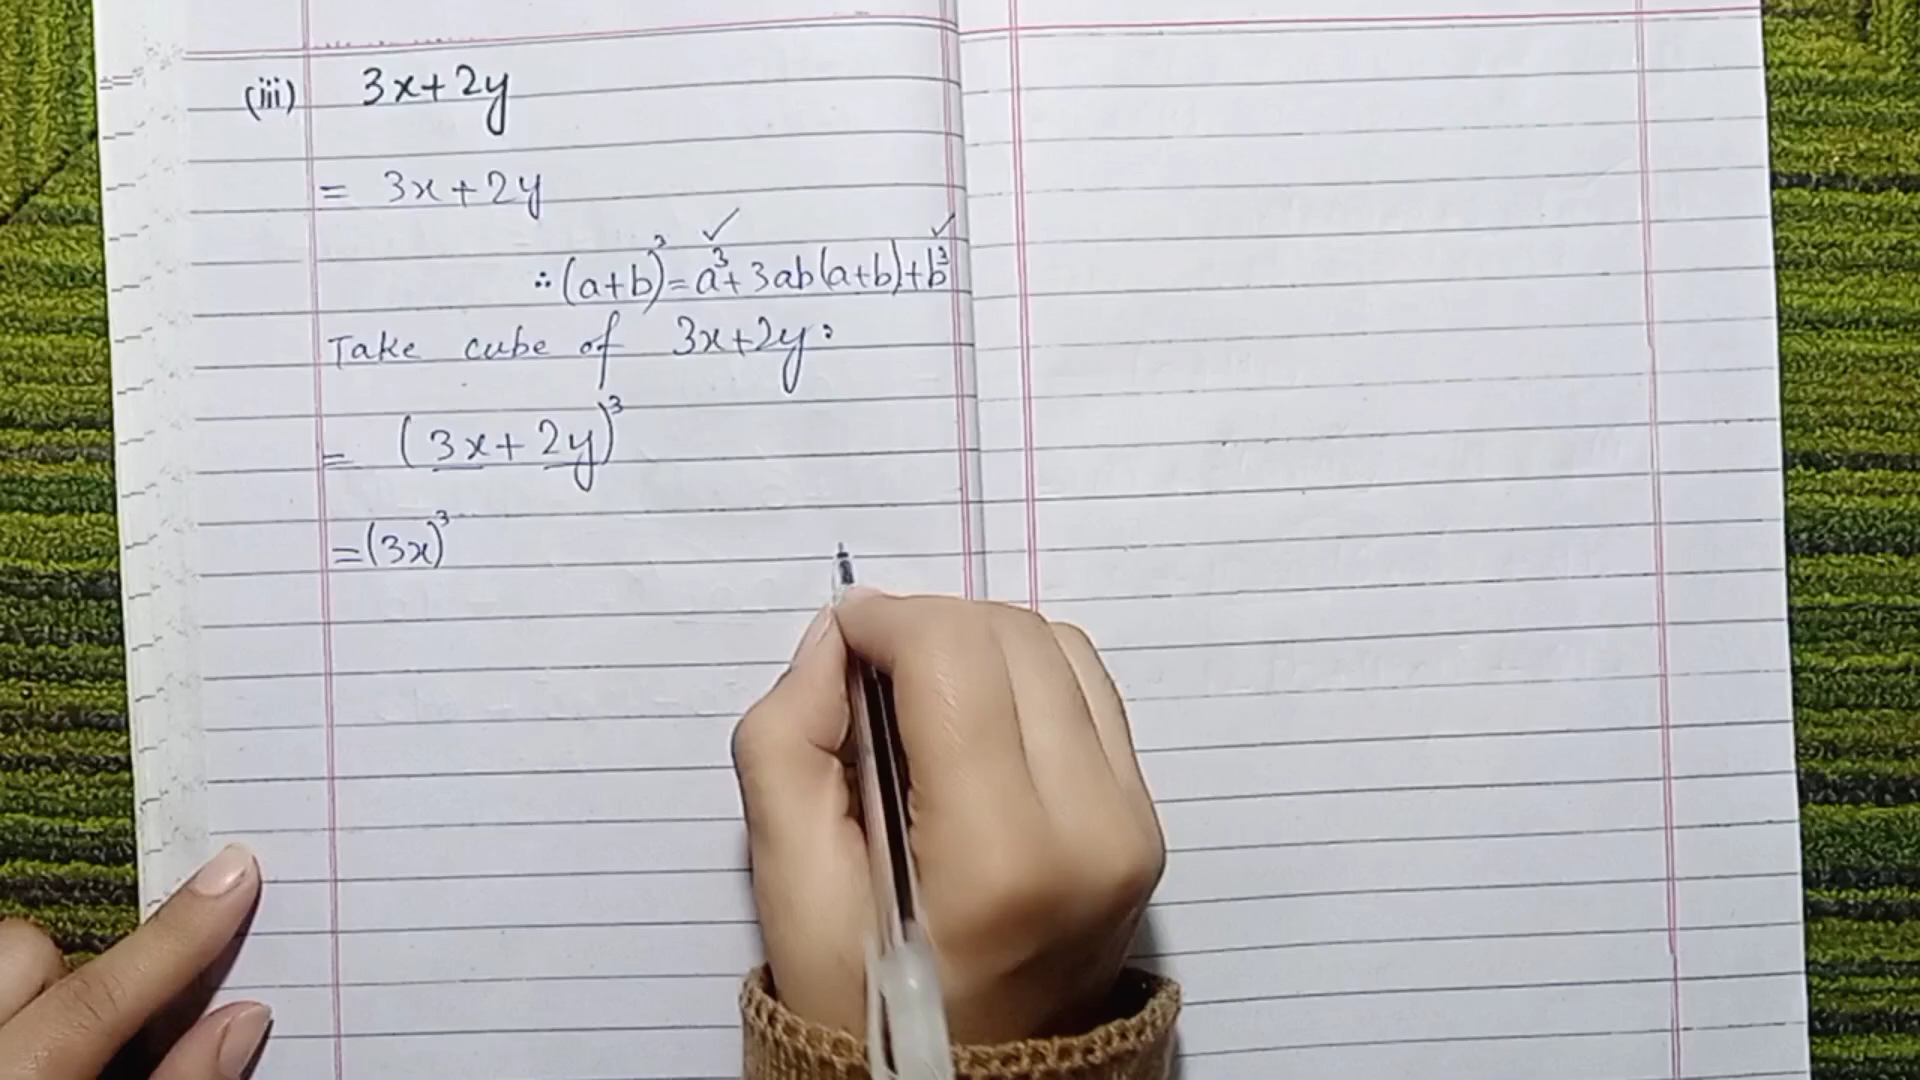 (iii) 3x+2y
= 3x+2y
∴ (a+b)³=a³+3ab(a+b)+b³
Take cube of 3x+2y:
= (3x+2y)³
=(3x)³